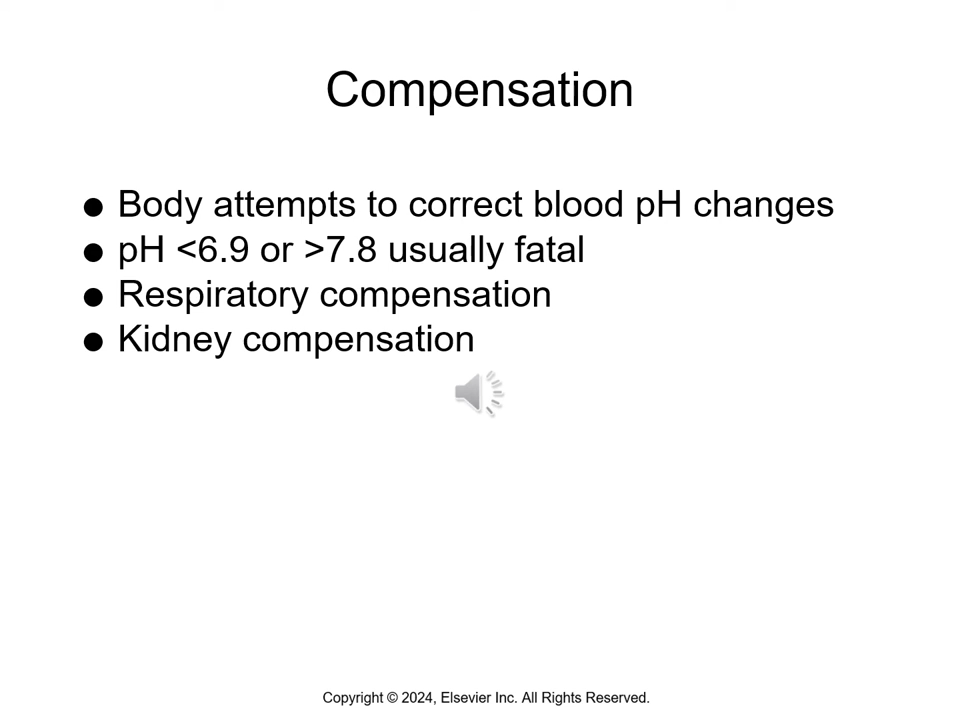 Compensation
● Body attempts to correct blood pH changes
● pH <6.9 or >7.8 usually fatal
● Respiratory compensation
● Kidney compensation
Copyright © 2024, Elsevier Inc. All Rights Reserved.